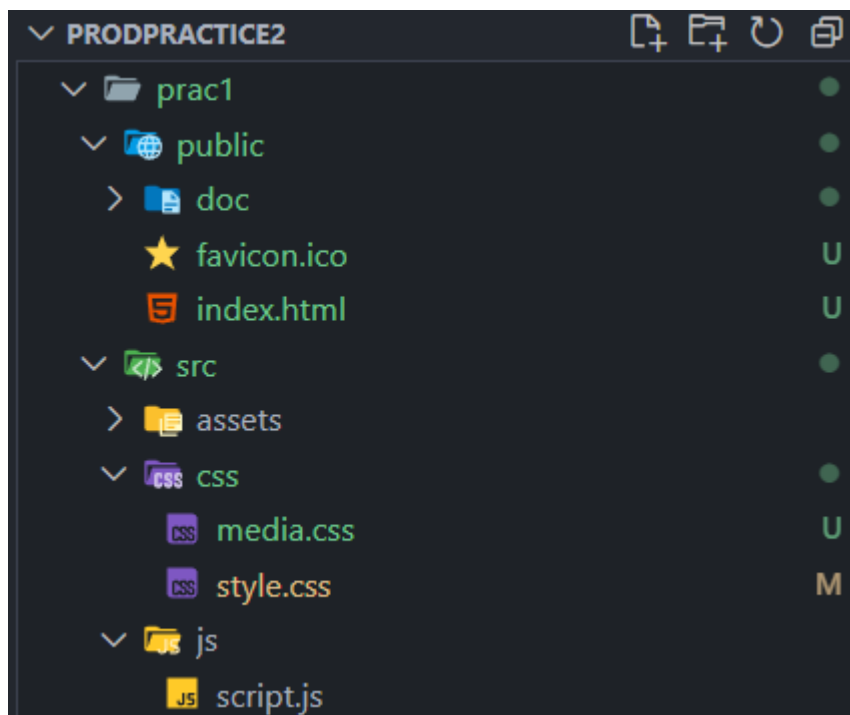 PRODPRACTICE2
prac1
public
doc
favicon.ico U
index.html U
src
assets
css
media.css U
style.css M
js
script.js